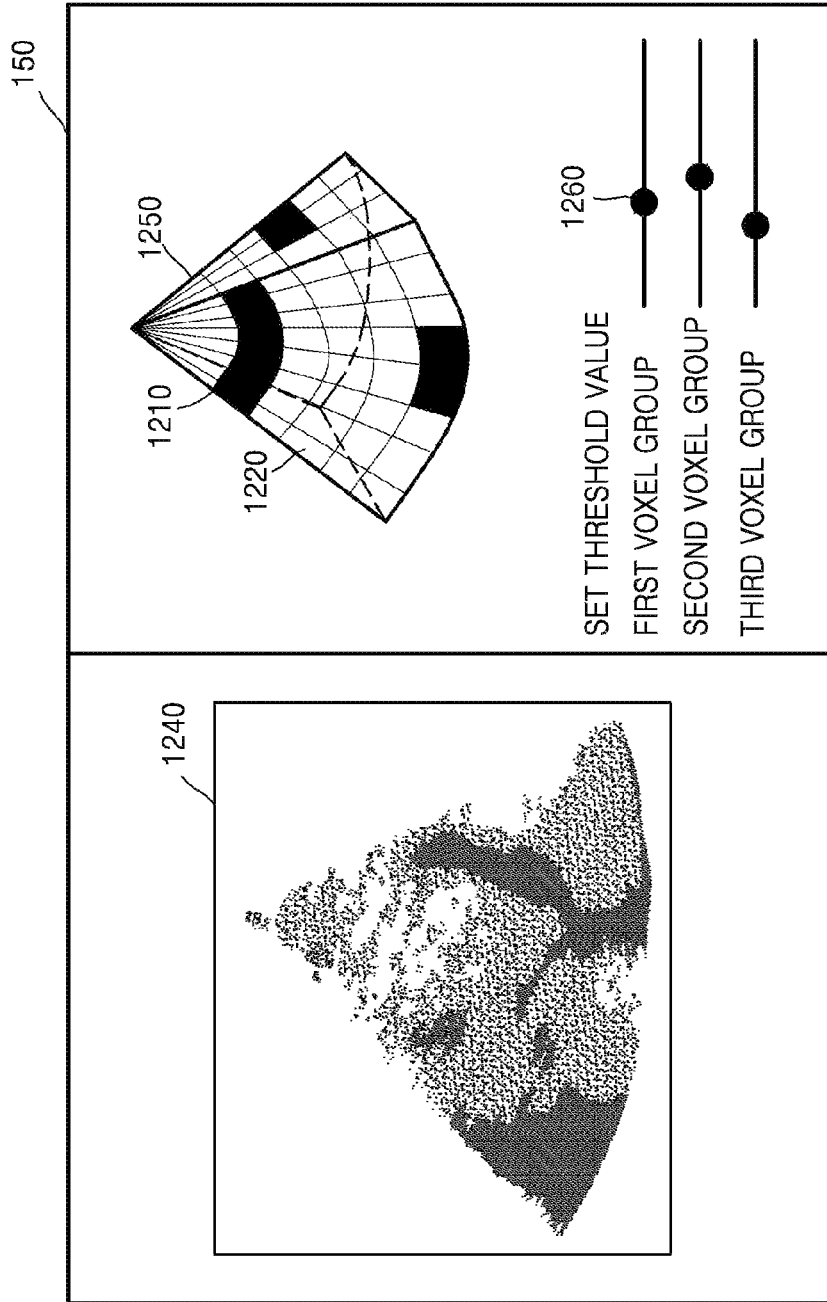 150
1240
1250
1210
1220
SET THRESHOLD VALUE
FIRST VOXEL GROUP
1260
SECOND VOXEL GROUP
THIRD VOXEL GROUP